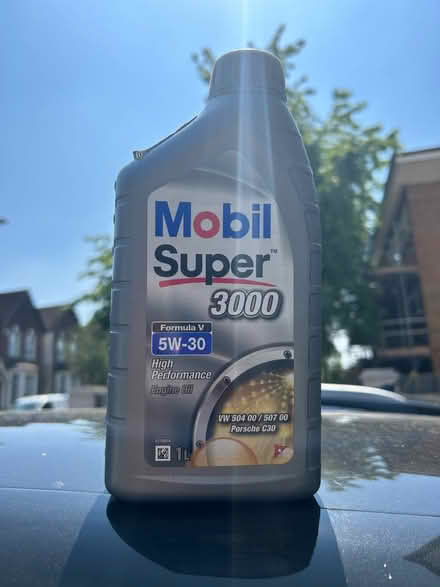 Mobil
Super™
3000
Formula V
5W-30
High
Performance
Engine Oil
VW 504 00 / 507 00
Porsche C30
1L